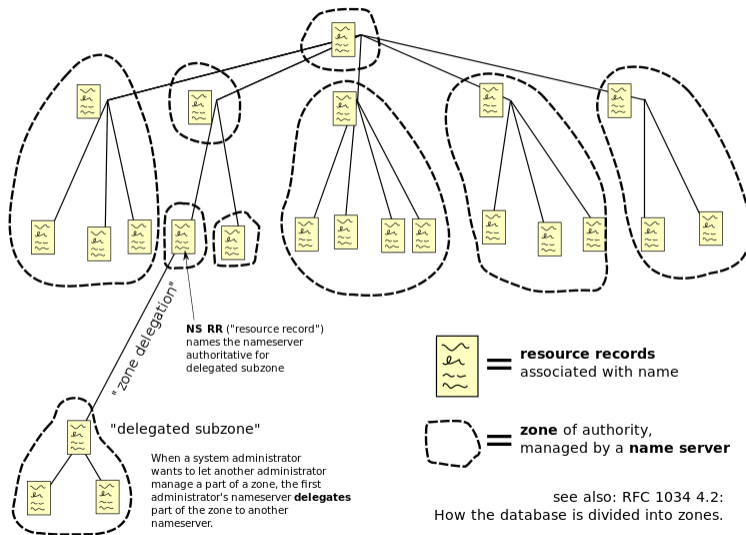 NS RR ("resource record")
names the nameserver
authoritative for
delegated subzone
"zone delegation"
"delegated subzone"
When a system administrator
wants to let another administrator
manage a part of a zone, the first
administrator's nameserver delegates
part of the zone to another
nameserver.
= resource records
associated with name
= zone of authority,
managed by a name server
see also: RFC 1034 4.2:
How the database is divided into zones.